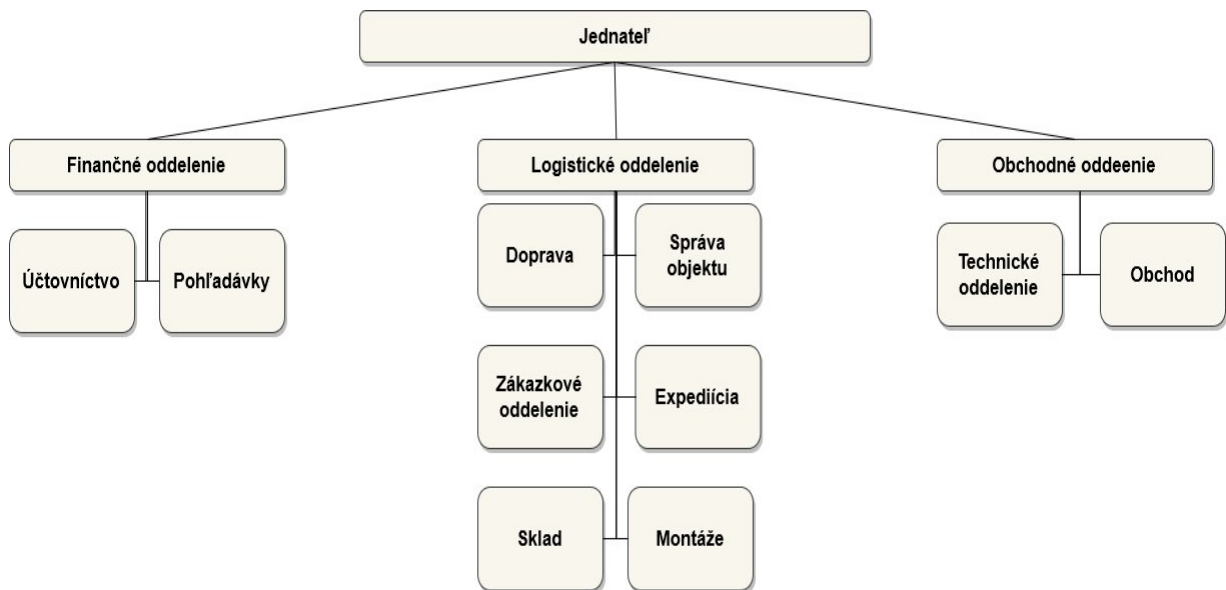 Jednateľ
Finančné oddelenie
Logistické oddelenie
Obchodné oddeenie
Účtovníctvo
Pohľadávky
Doprava
Správa
objektu
Technické
oddelenie
Obchod
Zákazkové
oddelenie
Expediícia
Sklad
Montáže